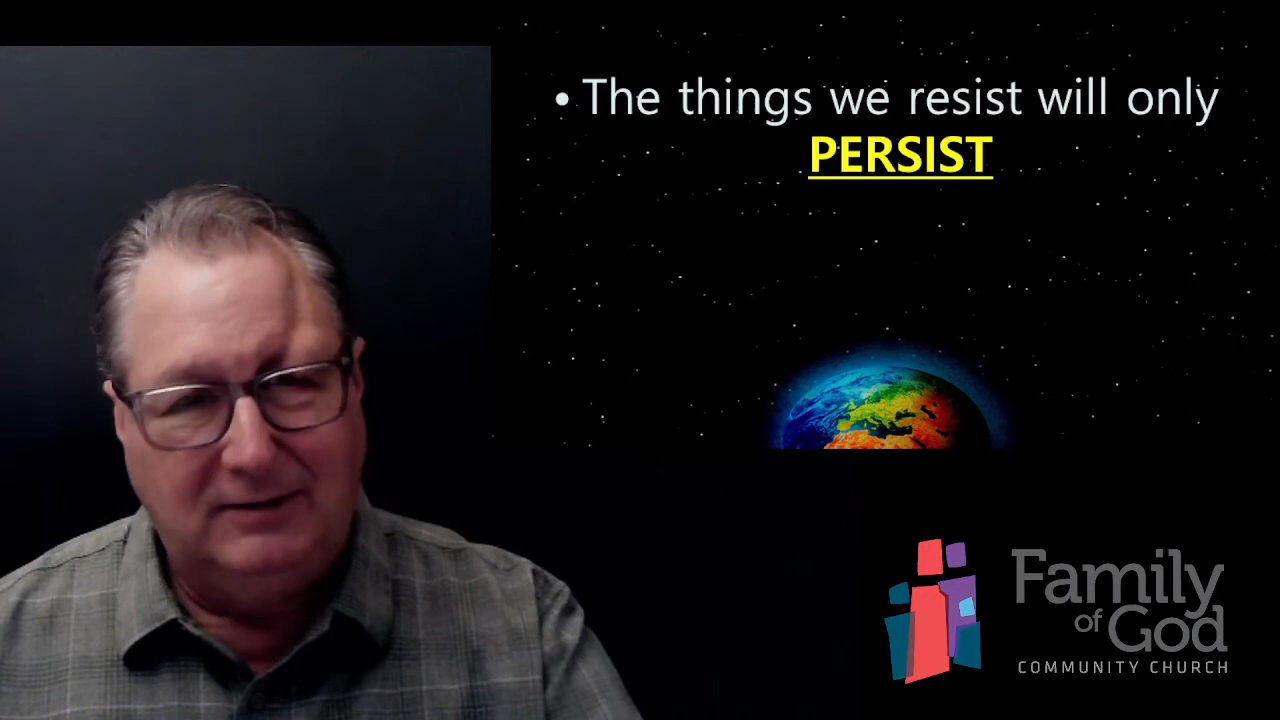 • The things we resist will only
PERSIST
Family
of God
COMMUNITY CHURCH